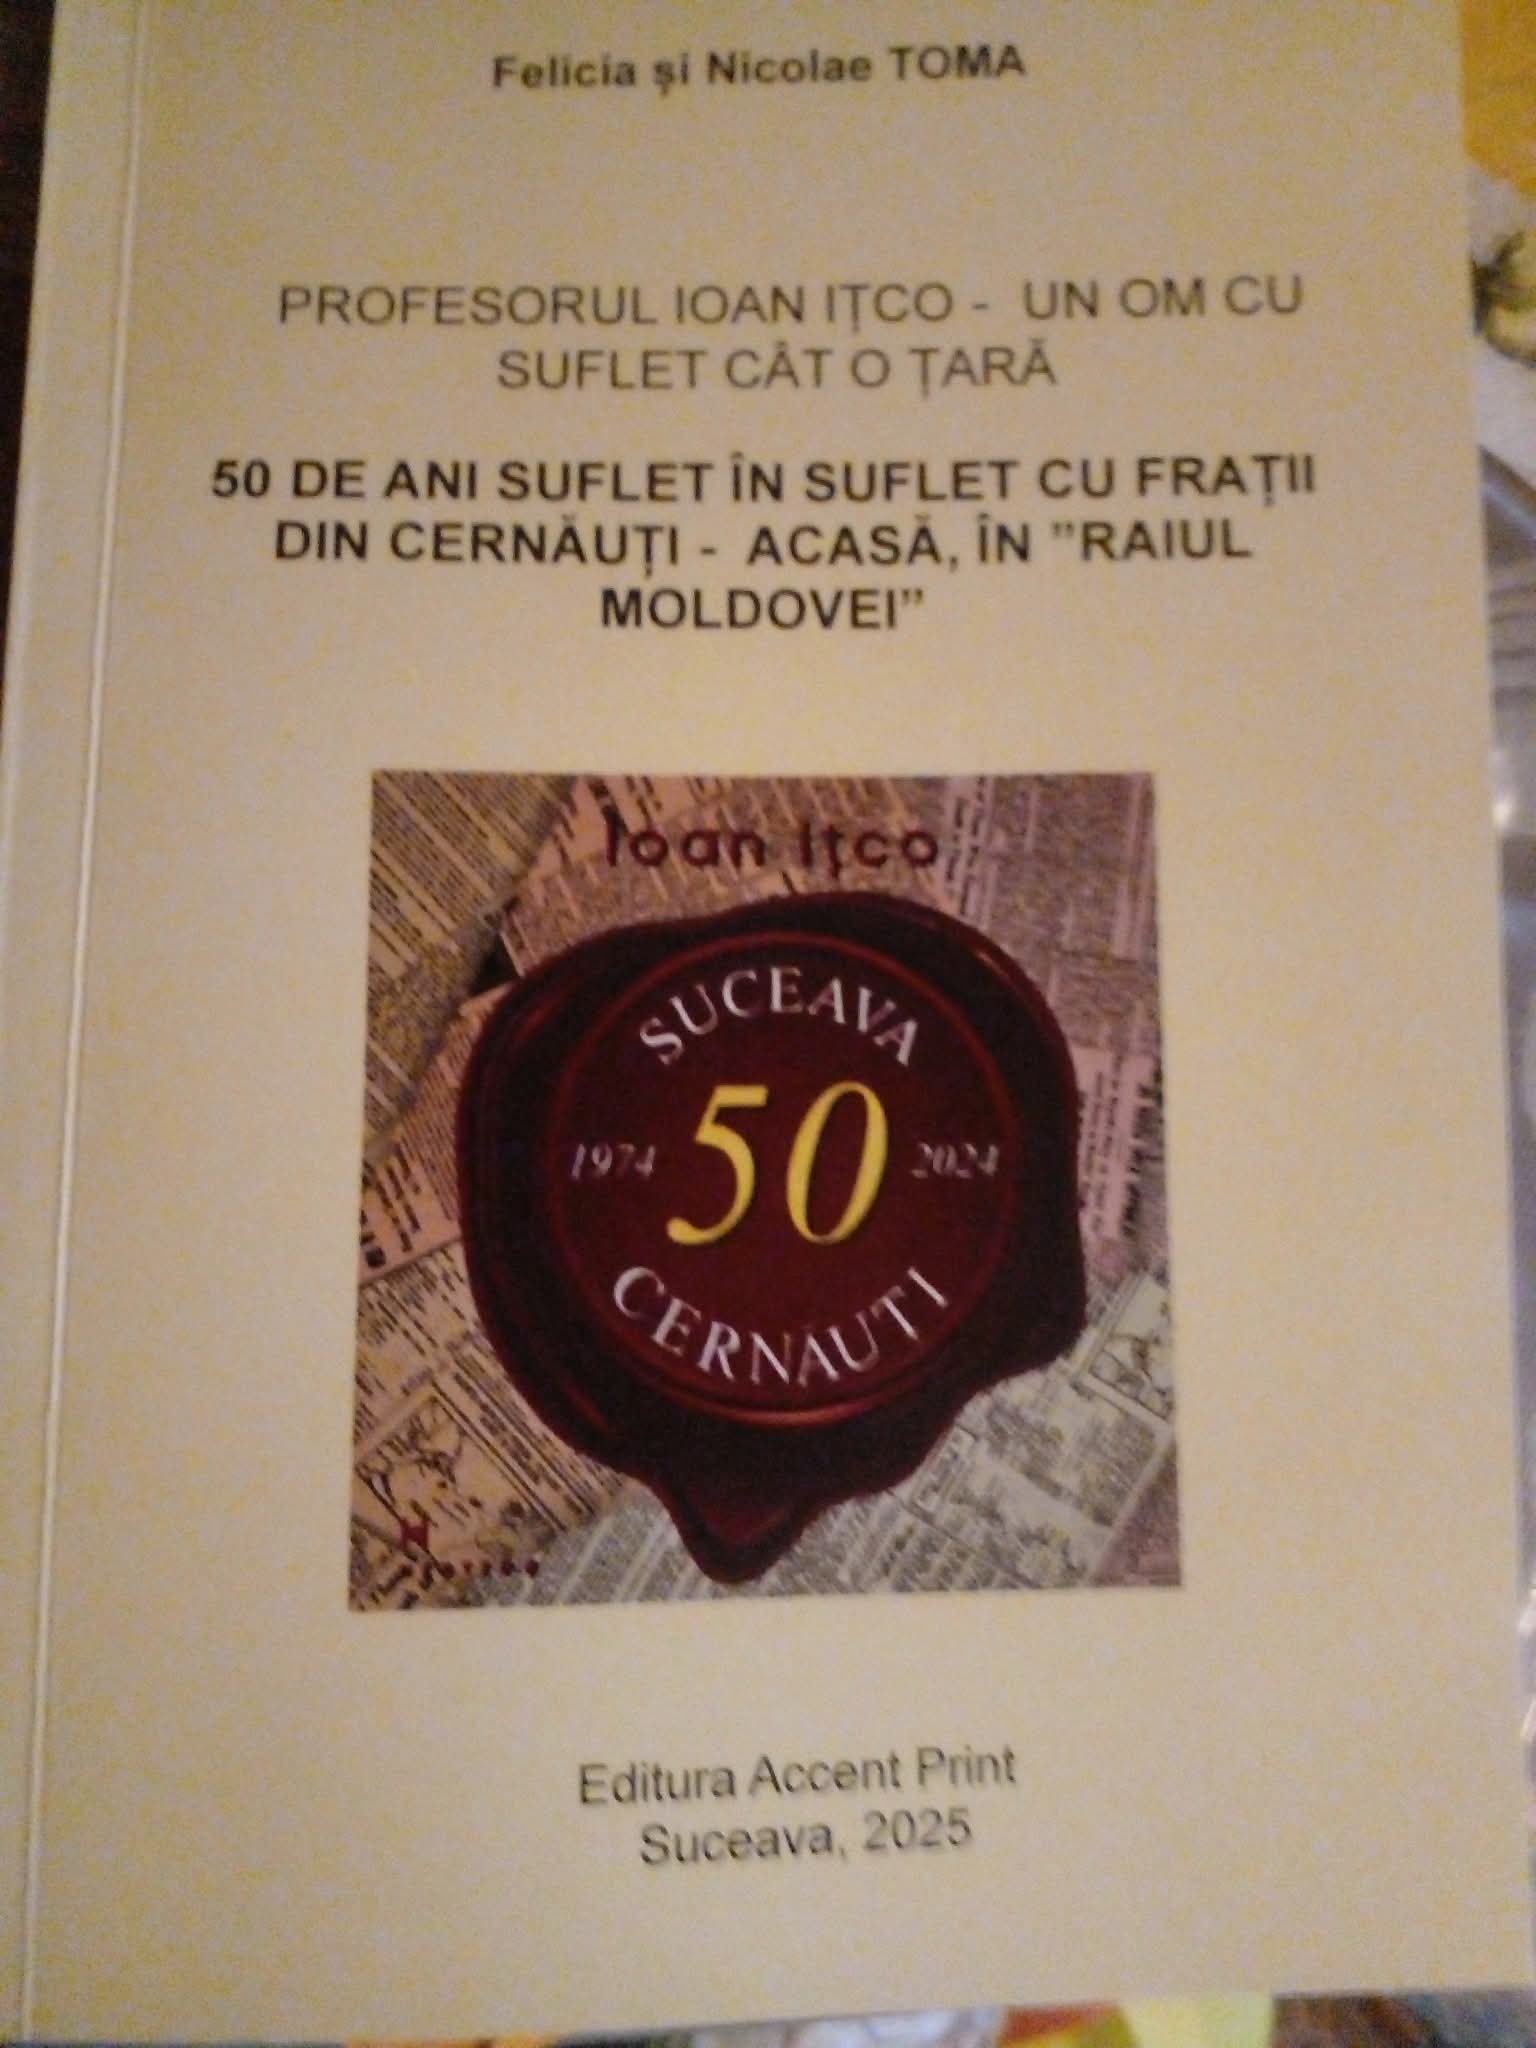 Felicia și Nicolae TOMA
PROFESORUL IOAN IȚCO - UN OM CU
SUFLET CÂT O ȚARĂ
50 DE ANI SUFLET ÎN SUFLET CU FRAȚII
DIN CERNĂUȚI - ACASĂ, ÎN ”RAIUL
MOLDOVEI”
Ioan Ițco
SUCEAVA
1974 50 2024
CERNĂUȚI
Editura Accent Print
Suceava, 2025